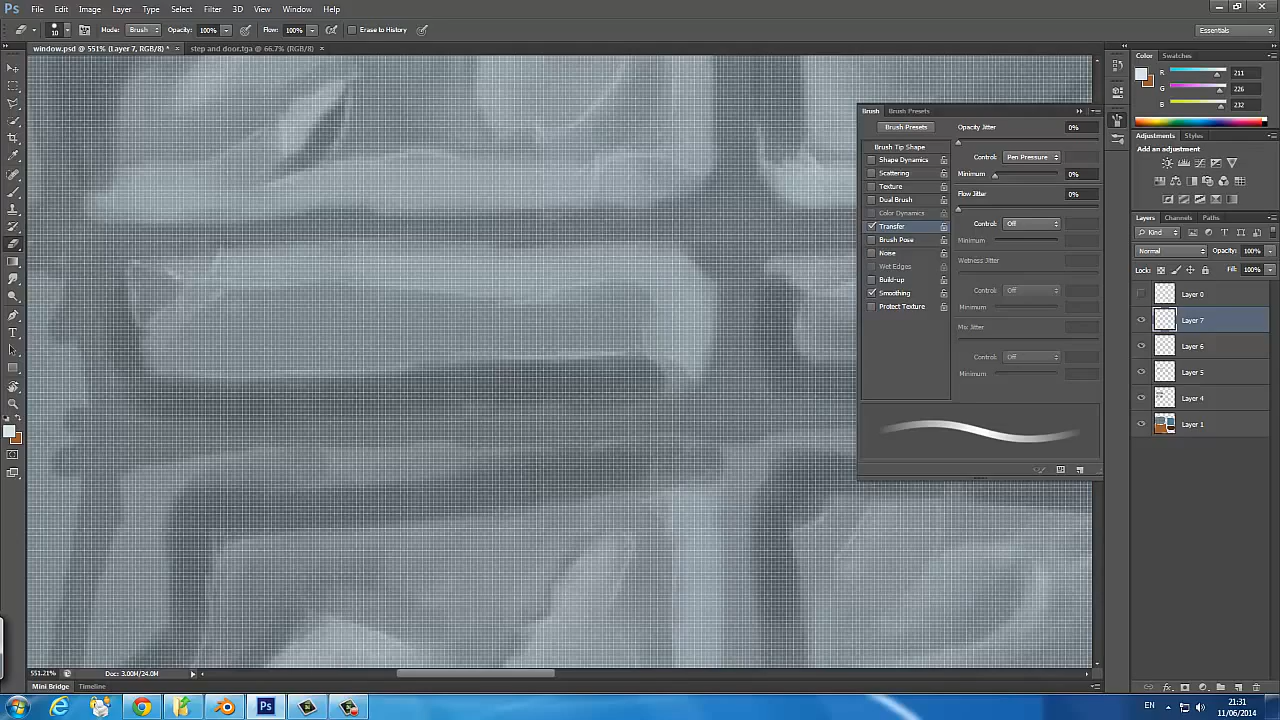 Ps File Edit Image Layer Type Select Filter 3D View Window Help
10 Mode: Brush Opacity: 100% Flow: 100% Erase to History Essentials
window.psd @ 551% (Layer 7, RGB/8) * × step and door.tga @ 66.7% (RGB/8) ×
Color Swatches
R 211
G 226
B 232
Brush Brush Presets
Brush Presets Opacity Jitter 0%
Brush Tip Shape
Shape Dynamics Control: Pen Pressure
Scattering Minimum 0%
Texture Flow Jitter 0%
Dual Brush
Color Dynamics
Transfer Control: Off
Brush Pose Minimum
Noise Wetness Jitter
Wet Edges
Build-up Control: Off
Smoothing
Protect Texture Minimum
Mix Jitter
Control: Off
Minimum
Adjustments Styles
Add an adjustment
Layers Channels Paths
Kind
Normal Opacity: 100%
Locks: Fill: 100%
Layer 0
Layer 7
Layer 6
Layer 5
Layer 4
Layer 1
551.21% Doc: 3.00M/24.0M
Mini Bridge Timeline
Ps EN 21:31
11/06/2014